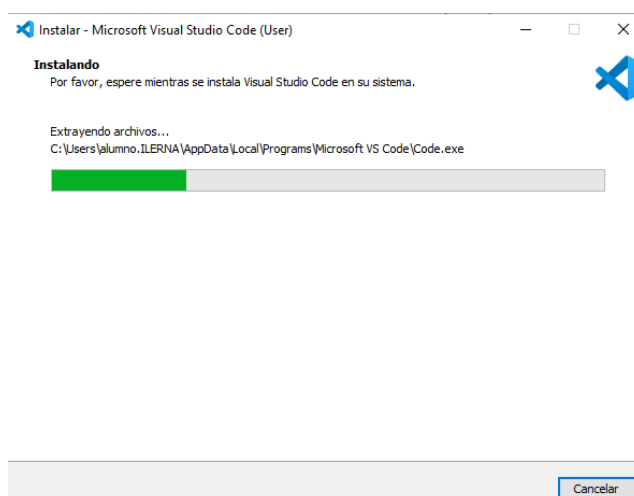 Instalar - Microsoft Visual Studio Code (User)
Instalando
Por favor, espere mientras se instala Visual Studio Code en su sistema.
Extrayendo archivos...
C:\Users\alumno.ILERNA\AppData\Local\Programs\Microsoft VS Code\Code.exe
Cancelar